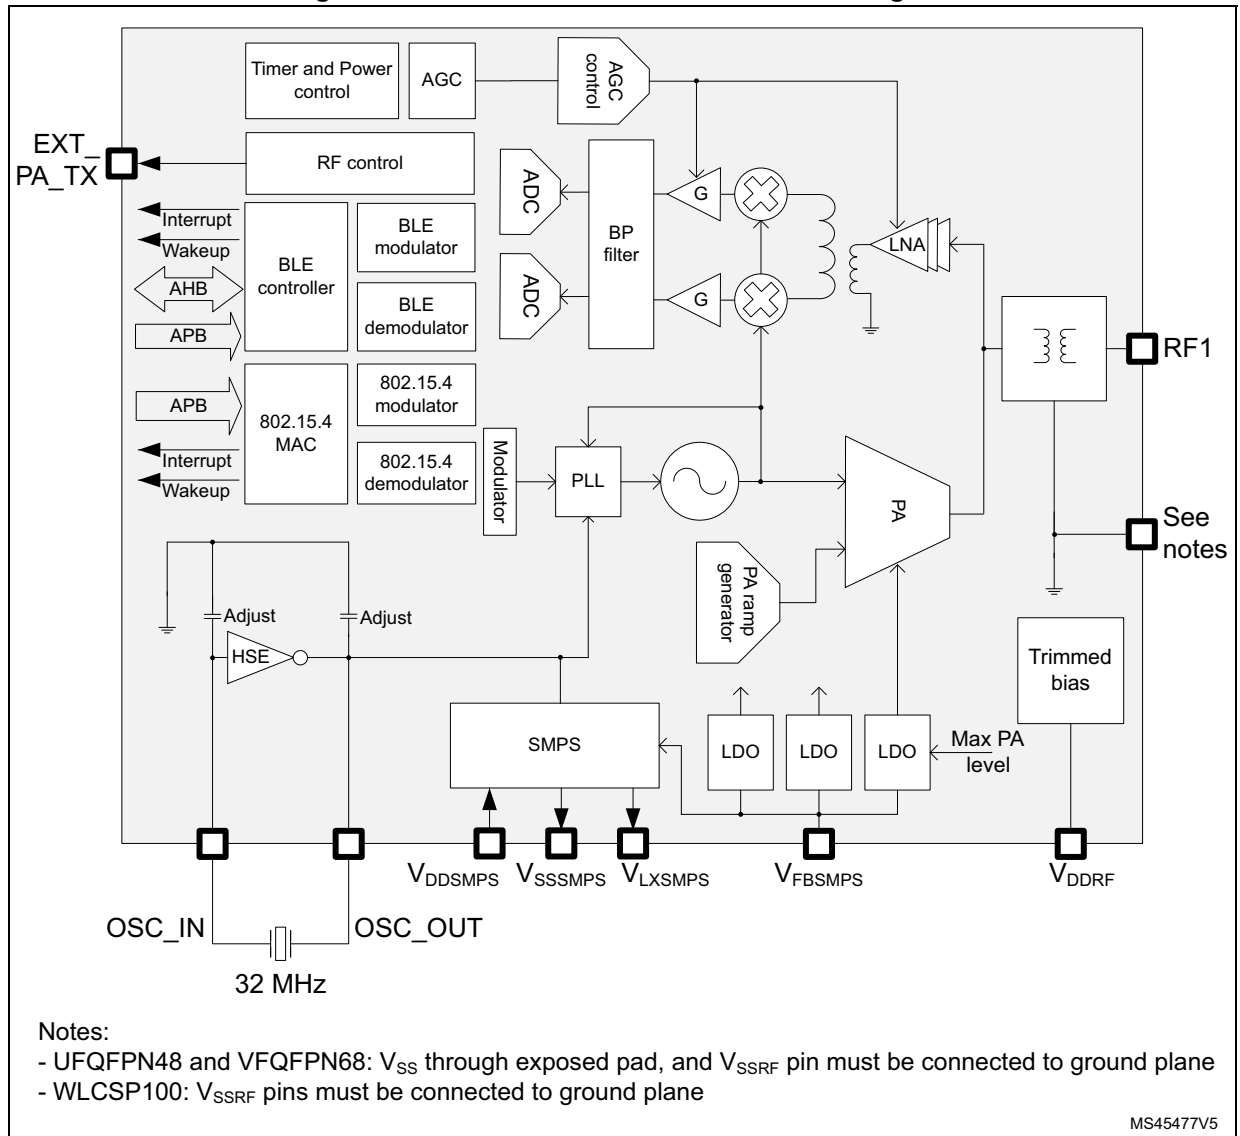 Timer and Power
control
AGC
AGC
control
EXT_
PA_TX
RF control
ADC
BP
filter
G
LNA
Interrupt
Wakeup
AHB
APB
BLE
controller
BLE
modulator
BLE
demodulator
ADC
G
RF1
APB
Interrupt
Wakeup
802.15.4
MAC
802.15.4
modulator
802.15.4
demodulator
Modulator
PLL
PA
See
notes
Adjust
Adjust
HSE
PA ramp
generator
Trimmed
bias
SMPS
LDO
LDO
LDO
Max PA
level
VDDSMPS
VSSSMPS
VLXSMPS
VFBSMPS
VDDRF
OSC_IN
OSC_OUT
32 MHz
Notes:
- UFQFPN48 and VFQFPN68: VSS through exposed pad, and VSSRF pin must be connected to ground plane
- WLCSP100: VSSRF pins must be connected to ground plane
MS45477V5